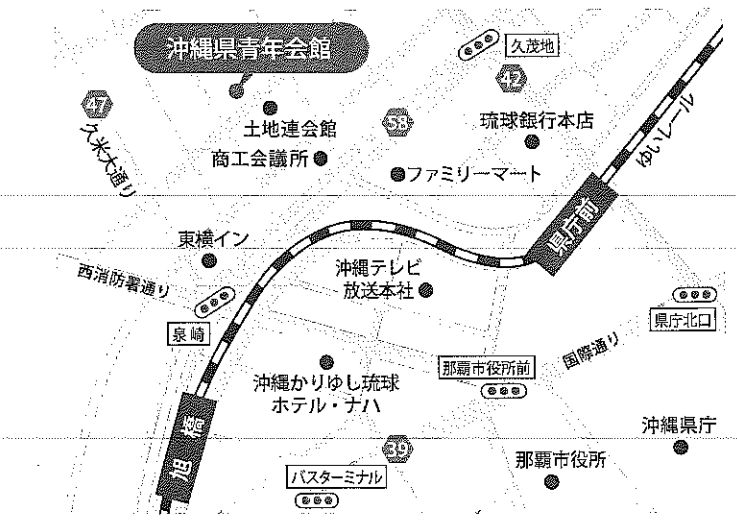 沖縄県青年会館
久茂地
42
47
58
土地連会館
琉球銀行本店
久米大通り
商工会議所
ゆいレール
ファミリーマート
県庁前
東横イン
沖縄テレビ
放送本社
西消防署通り
泉崎
県庁北口
国際通り
那覇市役所前
沖縄かりゆし琉球
ホテル・ナハ
旭橋
沖縄県庁
39
那覇市役所
バスターミナル